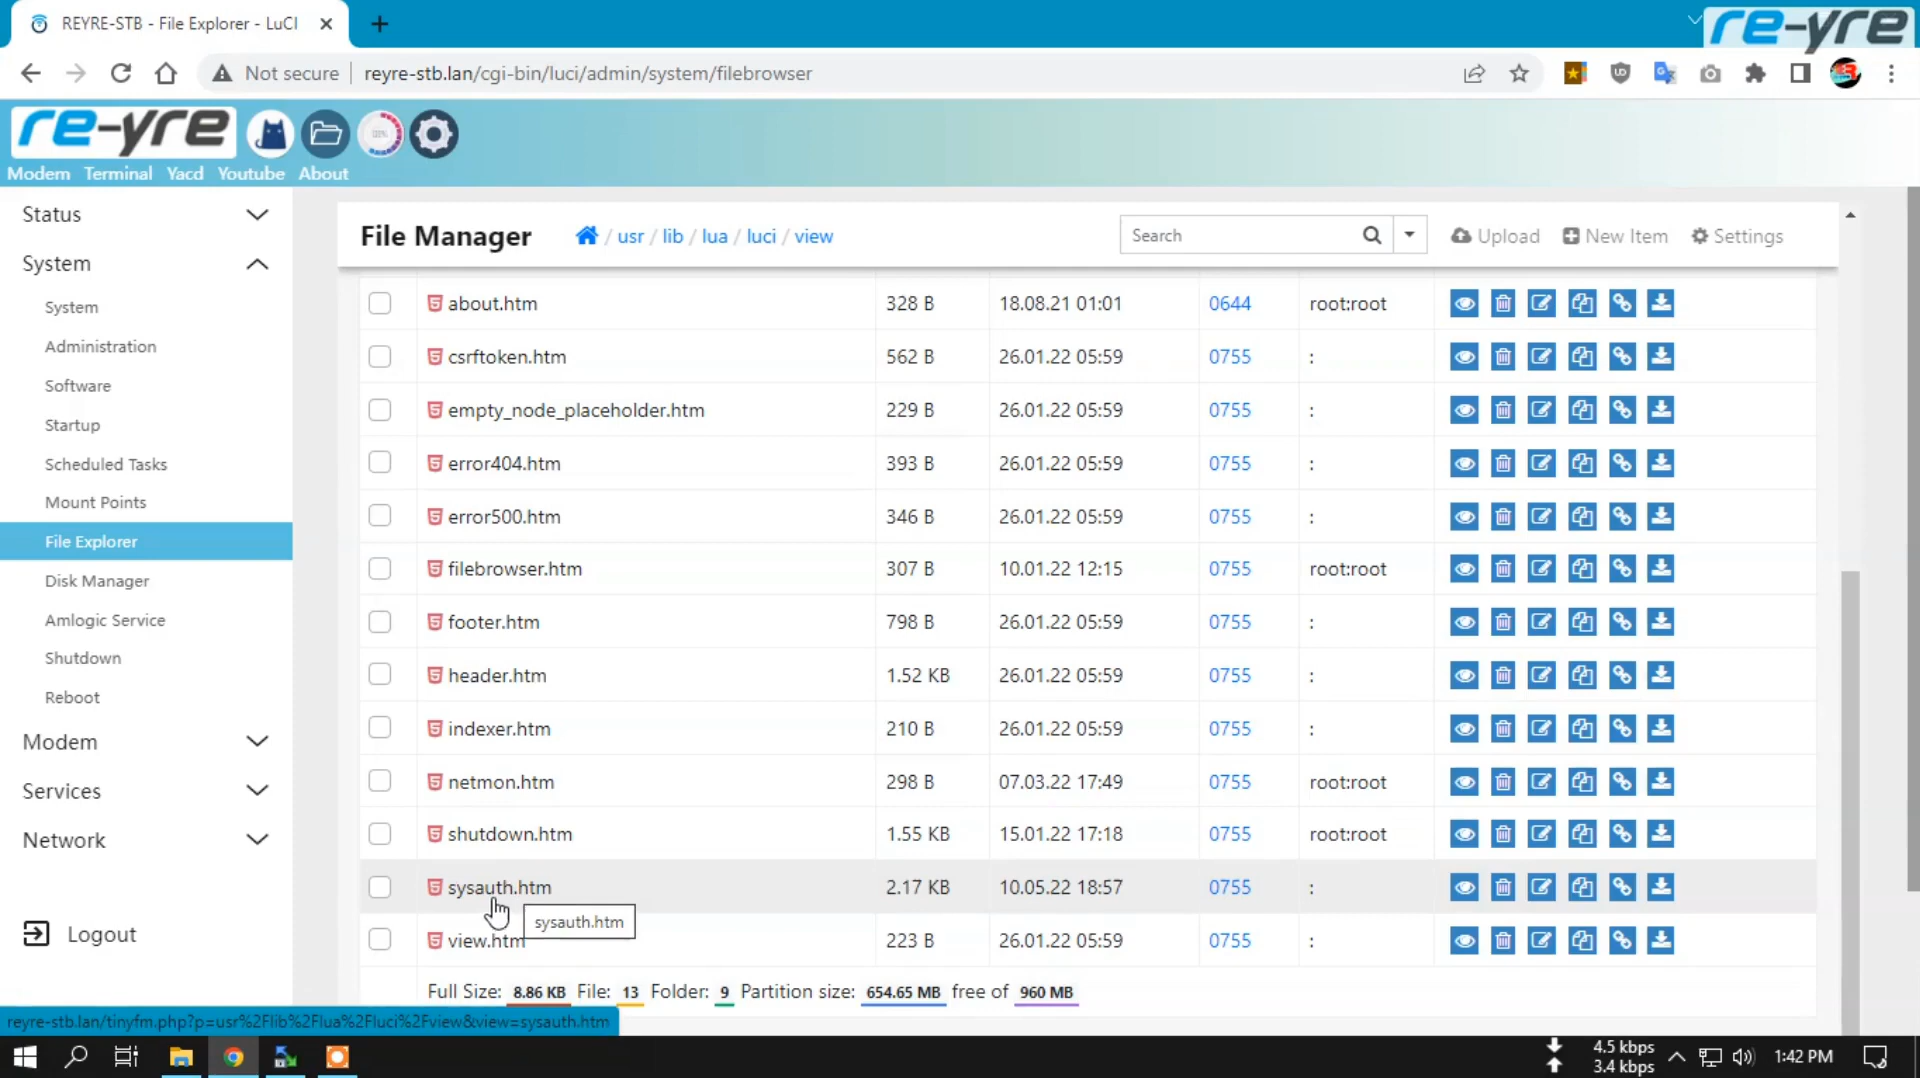 REYRE-STB - File Explorer - LuCI
re-yre
Not secure
reyre-stb.lan/cgi-bin/luci/admin/system/filebrowser
re-yre
Modem Terminal Yacd Youtube About
Status
System
System
Administration
Software
Startup
Scheduled Tasks
Mount Points
File Explorer
Disk Manager
Amlogic Service
Shutdown
Reboot
Modem
Services
Network
Logout
File Manager / usr / lib / lua / luci / view Search Upload New Item Settings
about.htm 328 B 18.08.21 01:01 0644 root:root
csrftoken.htm 562 B 26.01.22 05:59 0755 :
empty_node_placeholder.htm 229 B 26.01.22 05:59 0755 :
error404.htm 393 B 26.01.22 05:59 0755 :
error500.htm 346 B 26.01.22 05:59 0755 :
filebrowser.htm 307 B 10.01.22 12:15 0755 root:root
footer.htm 798 B 26.01.22 05:59 0755 :
header.htm 1.52 KB 26.01.22 05:59 0755 :
indexer.htm 210 B 26.01.22 05:59 0755 :
netmon.htm 298 B 07.03.22 17:49 0755 root:root
shutdown.htm 1.55 KB 15.01.22 17:18 0755 root:root
sysauth.htm 2.17 KB 10.05.22 18:57 0755 :
sysauth.htm
view.htm 223 B 26.01.22 05:59 0755 :
Full Size: 8.86 KB File: 13 Folder: 9 Partition size: 654.65 MB free of 960 MB
reyre-stb.lan/tinyfm.php?p=usr%2Flib%2Flua%2Fluci%2Fview&view=sysauth.htm
4.5 kbps
3.4 kbps
1:42 PM